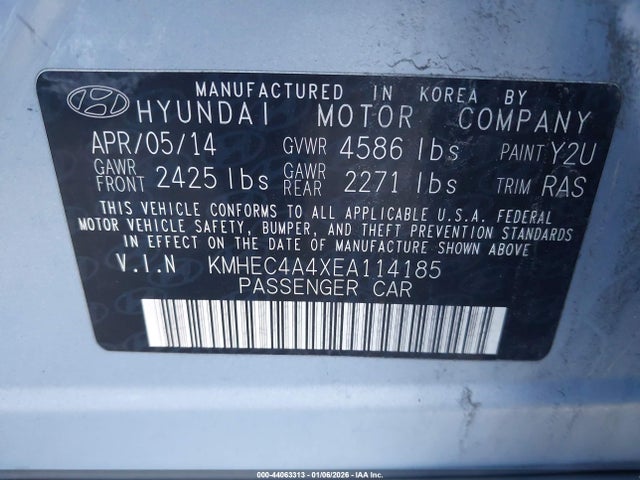 MANUFACTURED IN KOREA BY
HYUNDAI MOTOR COMPANY
APR/05/14 GVWR 4586 lbs PAINT Y2U
GAWR FRONT 2425 lbs GAWR REAR 2271 lbs TRIM RAS
THIS VEHICLE CONFORMS TO ALL APPLICABLE U.S.A. FEDERAL
MOTOR VEHICLE SAFETY, BUMPER, AND THEFT PREVENTION STANDARDS
IN EFFECT ON THE DATE OF MANUFACTURE SHOWN ABOVE
V.I.N KMHEC4A4XEA114185
PASSENGER CAR
000-44063313 - 01/06/2026 - IAA Inc.